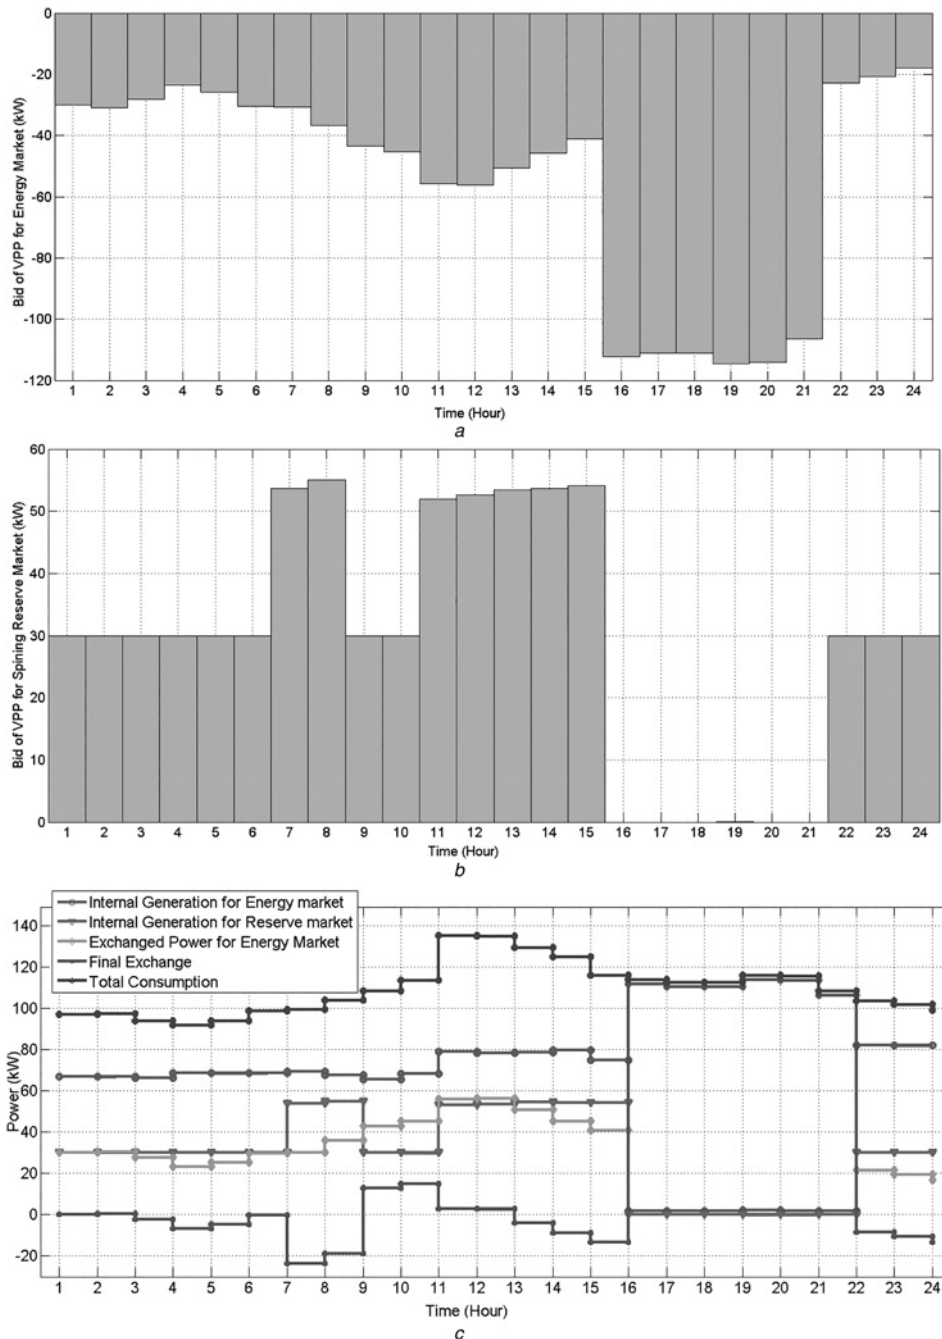 0
-20
-40
-60
-80
-100
-120
Bid of VPP for Energy Market (kW)
1 2 3 4 5 6 7 8 9 10 11 12 13 14 15 16 17 18 19 20 21 22 23 24
Time (Hour)
a
60
50
40
30
20
10
0
Bid of VPP for Spining Reserve Market (kW)
1 2 3 4 5 6 7 8 9 10 11 12 13 14 15 16 17 18 19 20 21 22 23 24
Time (Hour)
b
Internal Generation for Energy market
Internal Generation for Reserve market
Exchanged Power for Energy Market
Final Exchange
Total Consumption
140
120
100
80
60
40
20
0
-20
Power (kW)
1 2 3 4 5 6 7 8 9 10 11 12 13 14 15 16 17 18 19 20 21 22 23 24
Time (Hour)
c